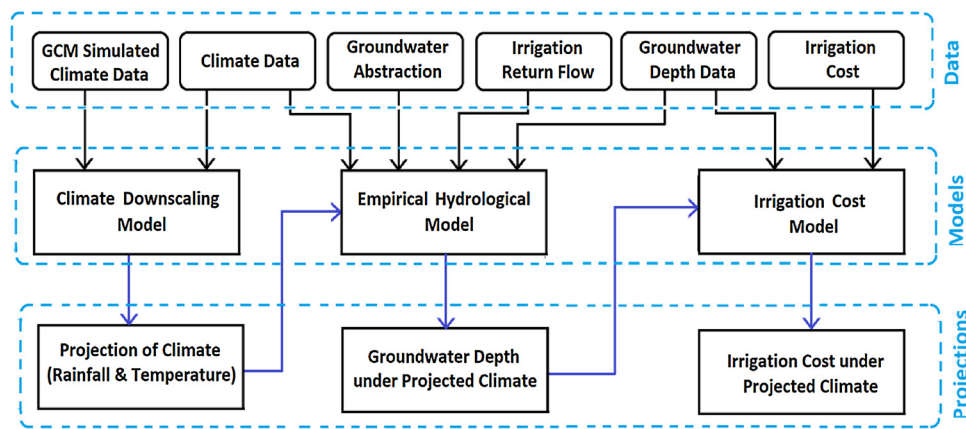 GCM Simulated
Climate Data
Climate Data
Groundwater
Abstraction
Irrigation
Return Flow
Groundwater
Depth Data
Irrigation
Cost
Data
Climate Downscaling
Model
Empirical Hydrological
Model
Irrigation Cost
Model
Models
Projection of Climate
(Rainfall & Temperature)
Groundwater Depth
under Projected Climate
Irrigation Cost under
Projected Climate
Projections